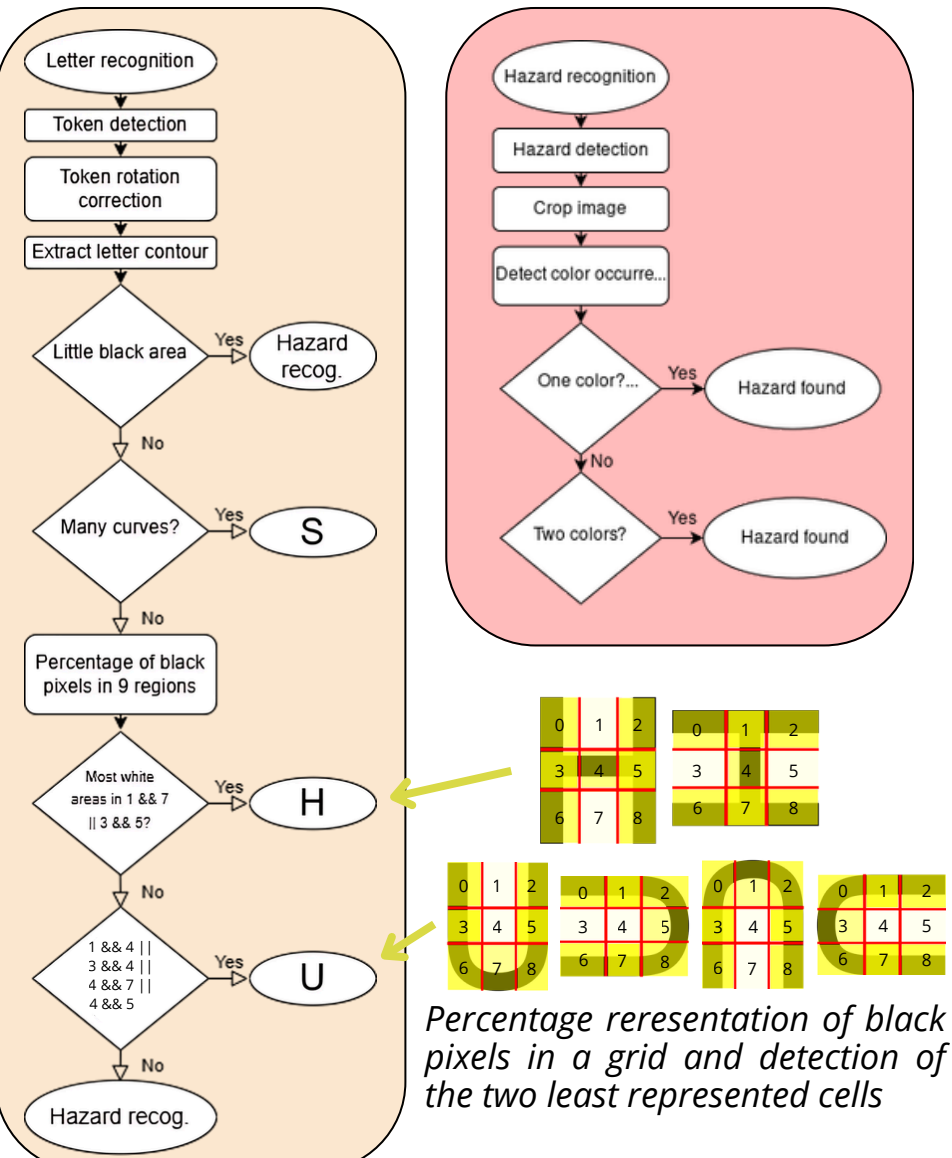 Letter recognition
Token detection
Token rotation
correction
Extract letter contour
Little black area
Yes
Hazard
recog.
No
Many curves?
Yes
S
No
Percentage of black
pixels in 9 regions
Most white
areas in 1 && 7
|| 3 && 5?
Yes
H
No
1 && 4 ||
3 && 4 ||
4 && 7 ||
4 && 5
Yes
U
No
Hazard recog.
Hazard recognition
Hazard detection
Crop image
Detect color occurre...
One color?...
Yes
Hazard found
No
Two colors?
Yes
Hazard found
0 1 2
3 4 5
6 7 8
0 1 2
3 4 5
6 7 8
0 1 2
3 4 5
6 7 8
0 1 2
3 4 5
6 7 8
0 1 2
3 4 5
6 7 8
0 1 2
3 4 5
6 7 8
Percentage reresentation of black
pixels in a grid and detection of
the two least represented cells